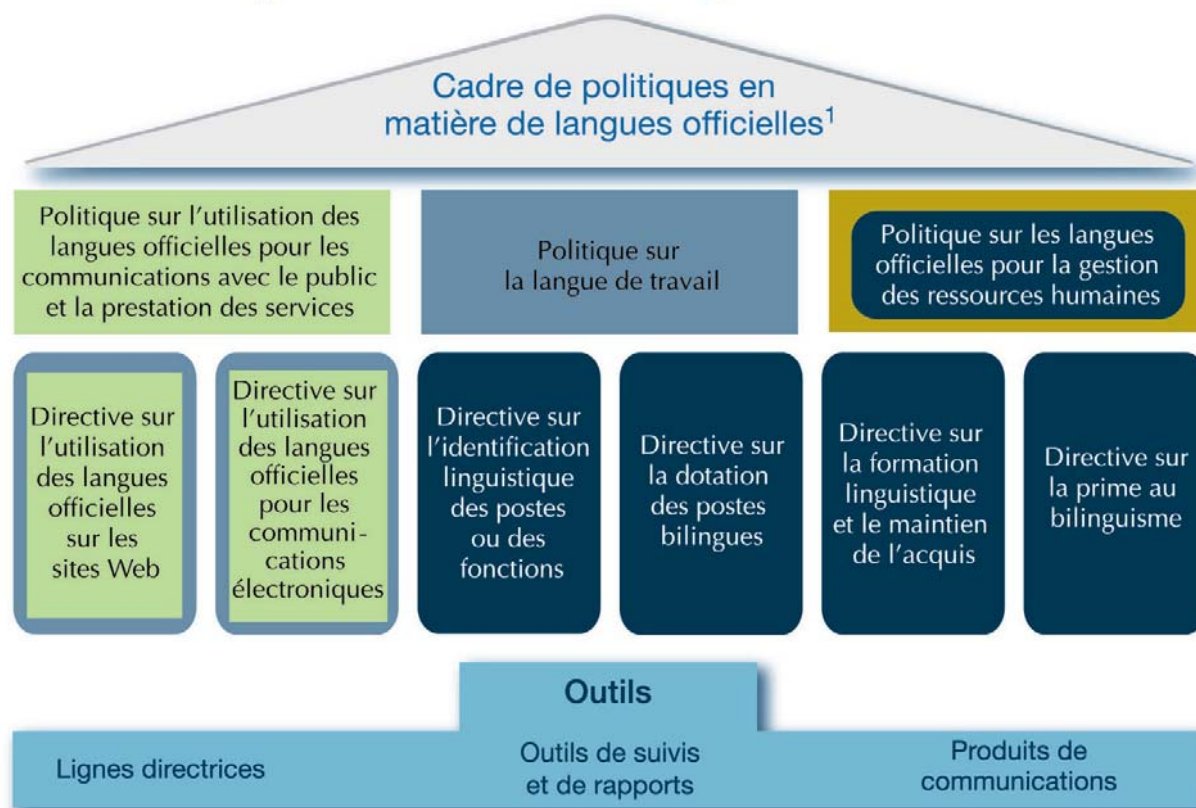 Cadre de politiques en
matière de langues officielles¹
Politique sur l'utilisation des
langues officielles pour les
communications avec le public
et la prestation des services
Politique sur
la langue de travail
Politique sur les langues
officielles pour la gestion
des ressources humaines
Directive sur
l'utilisation
des langues
officielles
sur les
sites Web
Directive sur
l'utilisation
des langues
officielles
pour les
communi-
cations
électroniques
Directive sur
l'identification
linguistique
des postes
ou des
fonctions
Directive sur
la dotation
des postes
bilingues
Directive sur
la formation
linguistique
et le maintien
de l'acquis
Directive sur
la prime au
bilinguisme
Outils
Lignes directrices
Outils de suivis
et de rapports
Produits de
communications